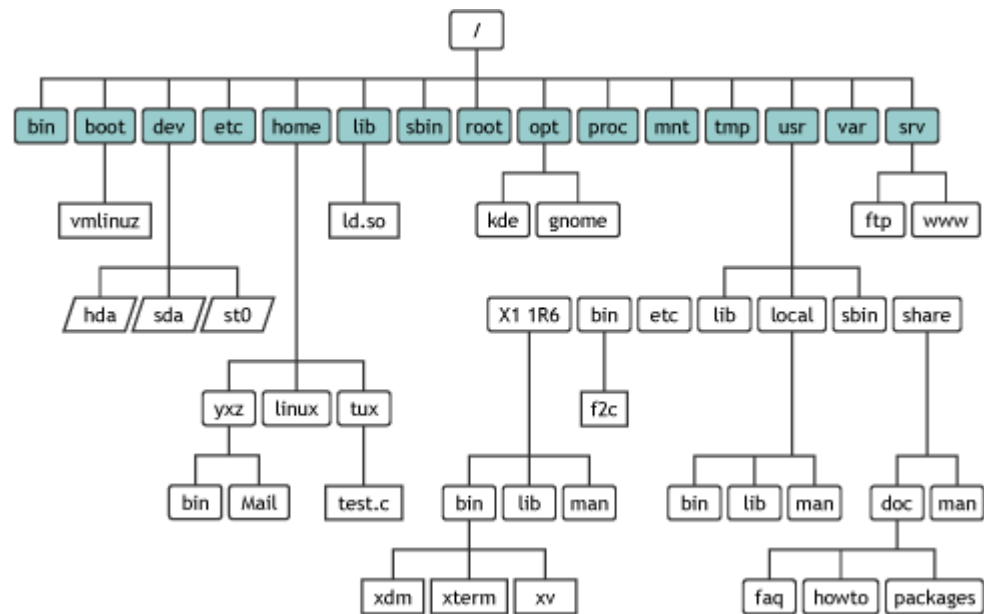 /
bin boot dev etc home lib sbin root opt proc mnt tmp usr var srv
vmlinuz ld.so kde gnome ftp www
hda sda st0 X1 1R6 bin etc lib local sbin share
yxz linux tux f2c
bin Mail test.c bin lib man bin lib man doc man
xdm xterm xv faq howto packages